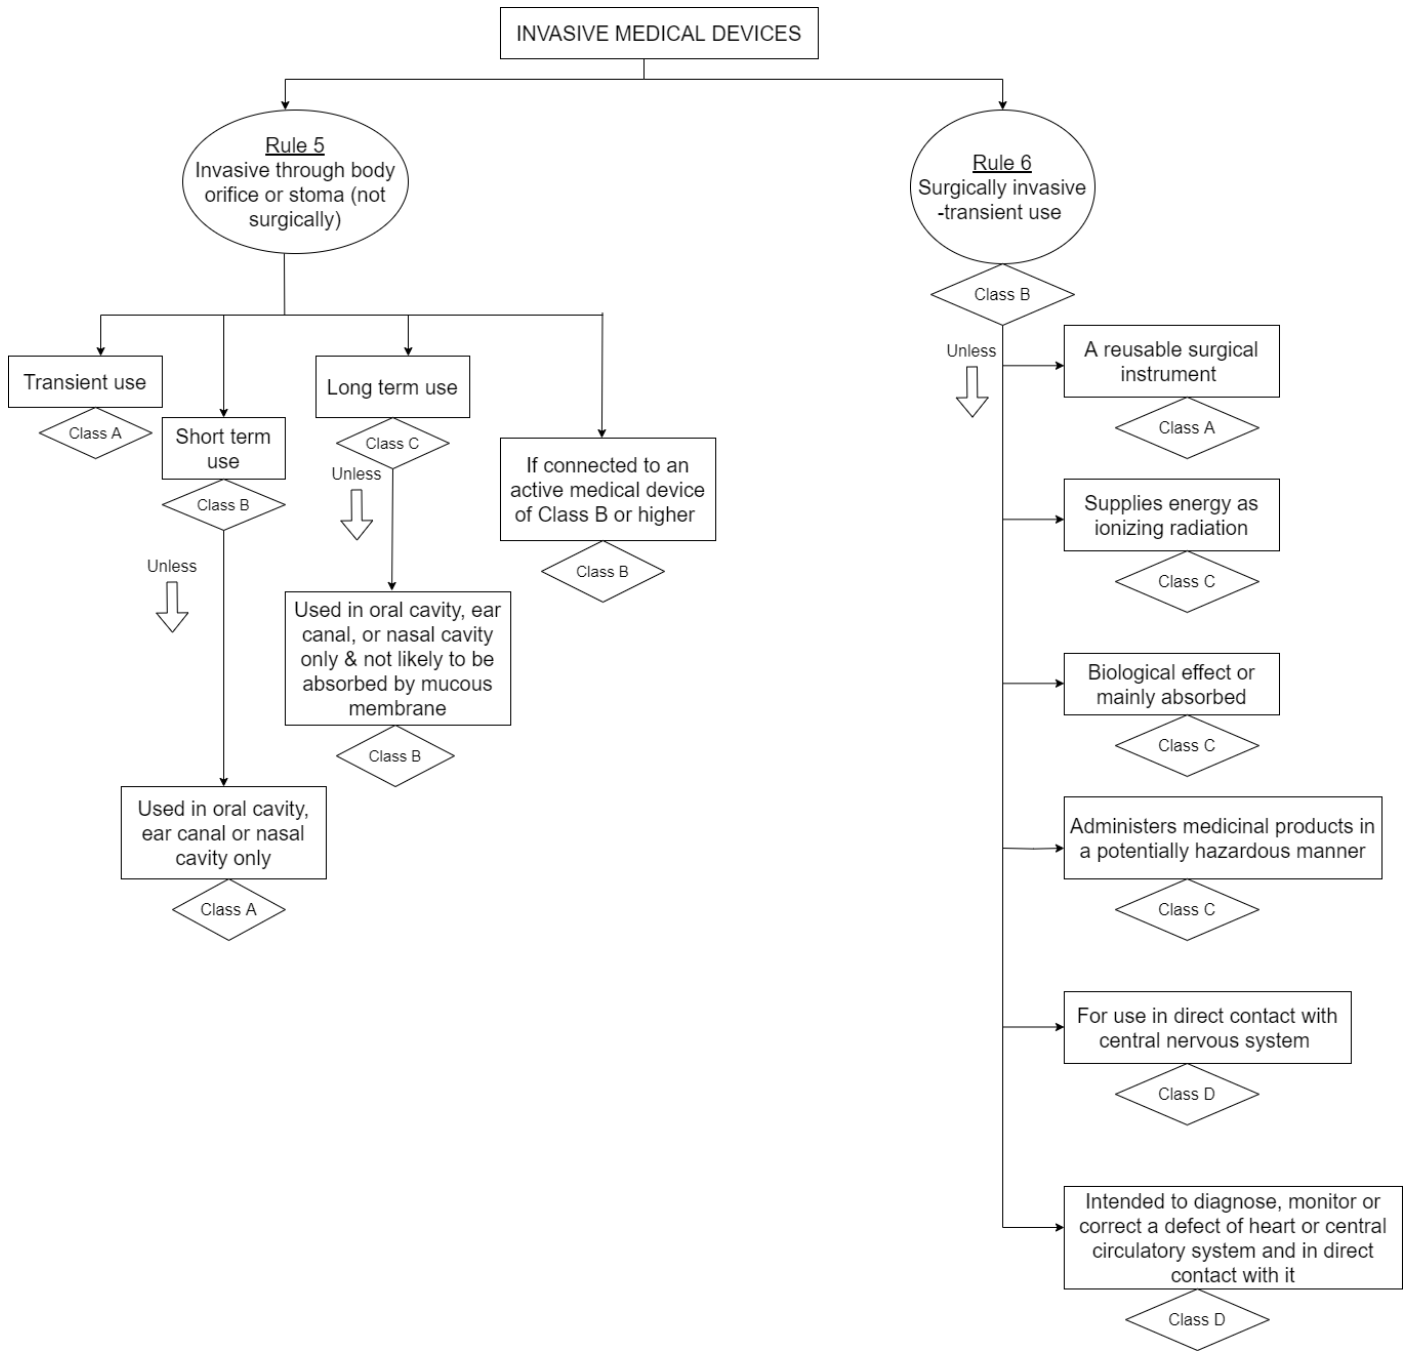 INVASIVE MEDICAL DEVICES
Rule 5
Invasive through body
orifice or stoma (not
surgically)
Transient use
Class A
Short term
use
Class B
Unless
Used in oral cavity,
ear canal or nasal
cavity only
Class A
Long term use
Class C
Unless
Used in oral cavity, ear
canal, or nasal cavity
only & not likely to be
absorbed by mucous
membrane
Class B
If connected to an
active medical device
of Class B or higher
Class B
Rule 6
Surgically invasive
-transient use
Class B
Unless
A reusable surgical
instrument
Class A
Supplies energy as
ionizing radiation
Class C
Biological effect or
mainly absorbed
Class C
Administers medicinal products in
a potentially hazardous manner
Class C
For use in direct contact with
central nervous system
Class D
Intended to diagnose, monitor or
correct a defect of heart or central
circulatory system and in direct
contact with it
Class D